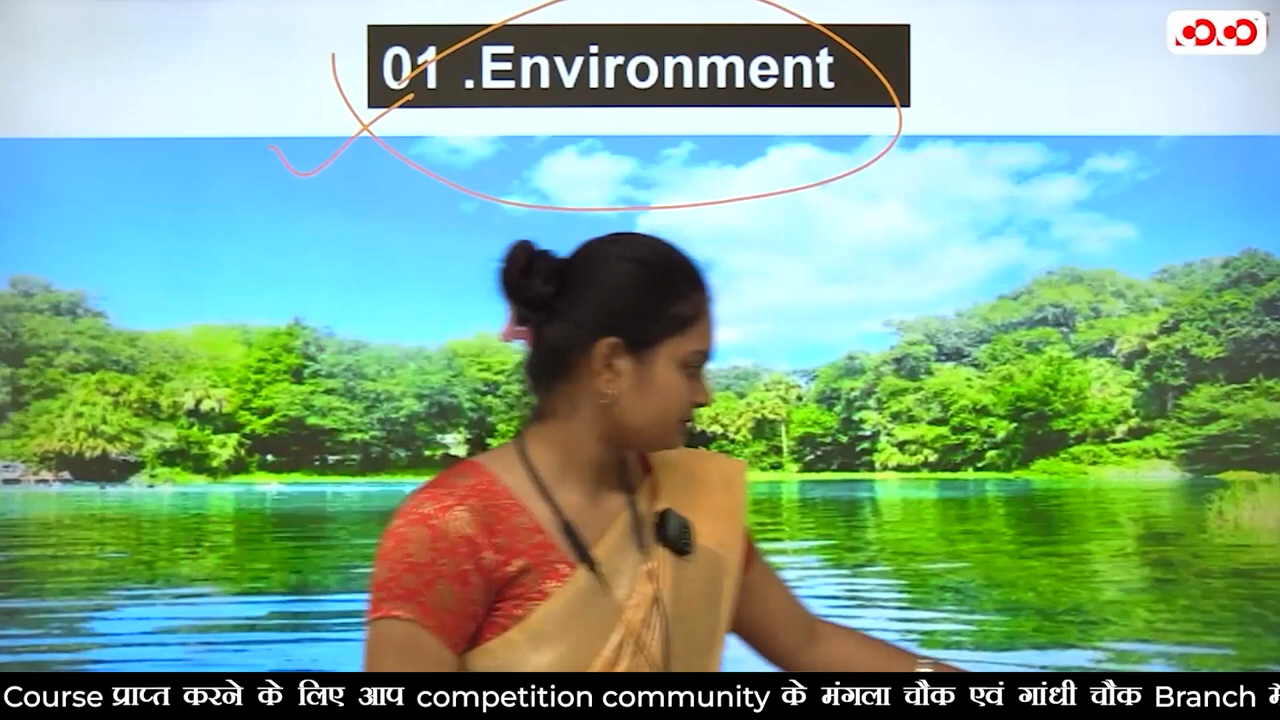 01 .Environment
Course प्राप्त करने के लिए आप competition community के मंगला चौक एवं गांधी चौक Branch